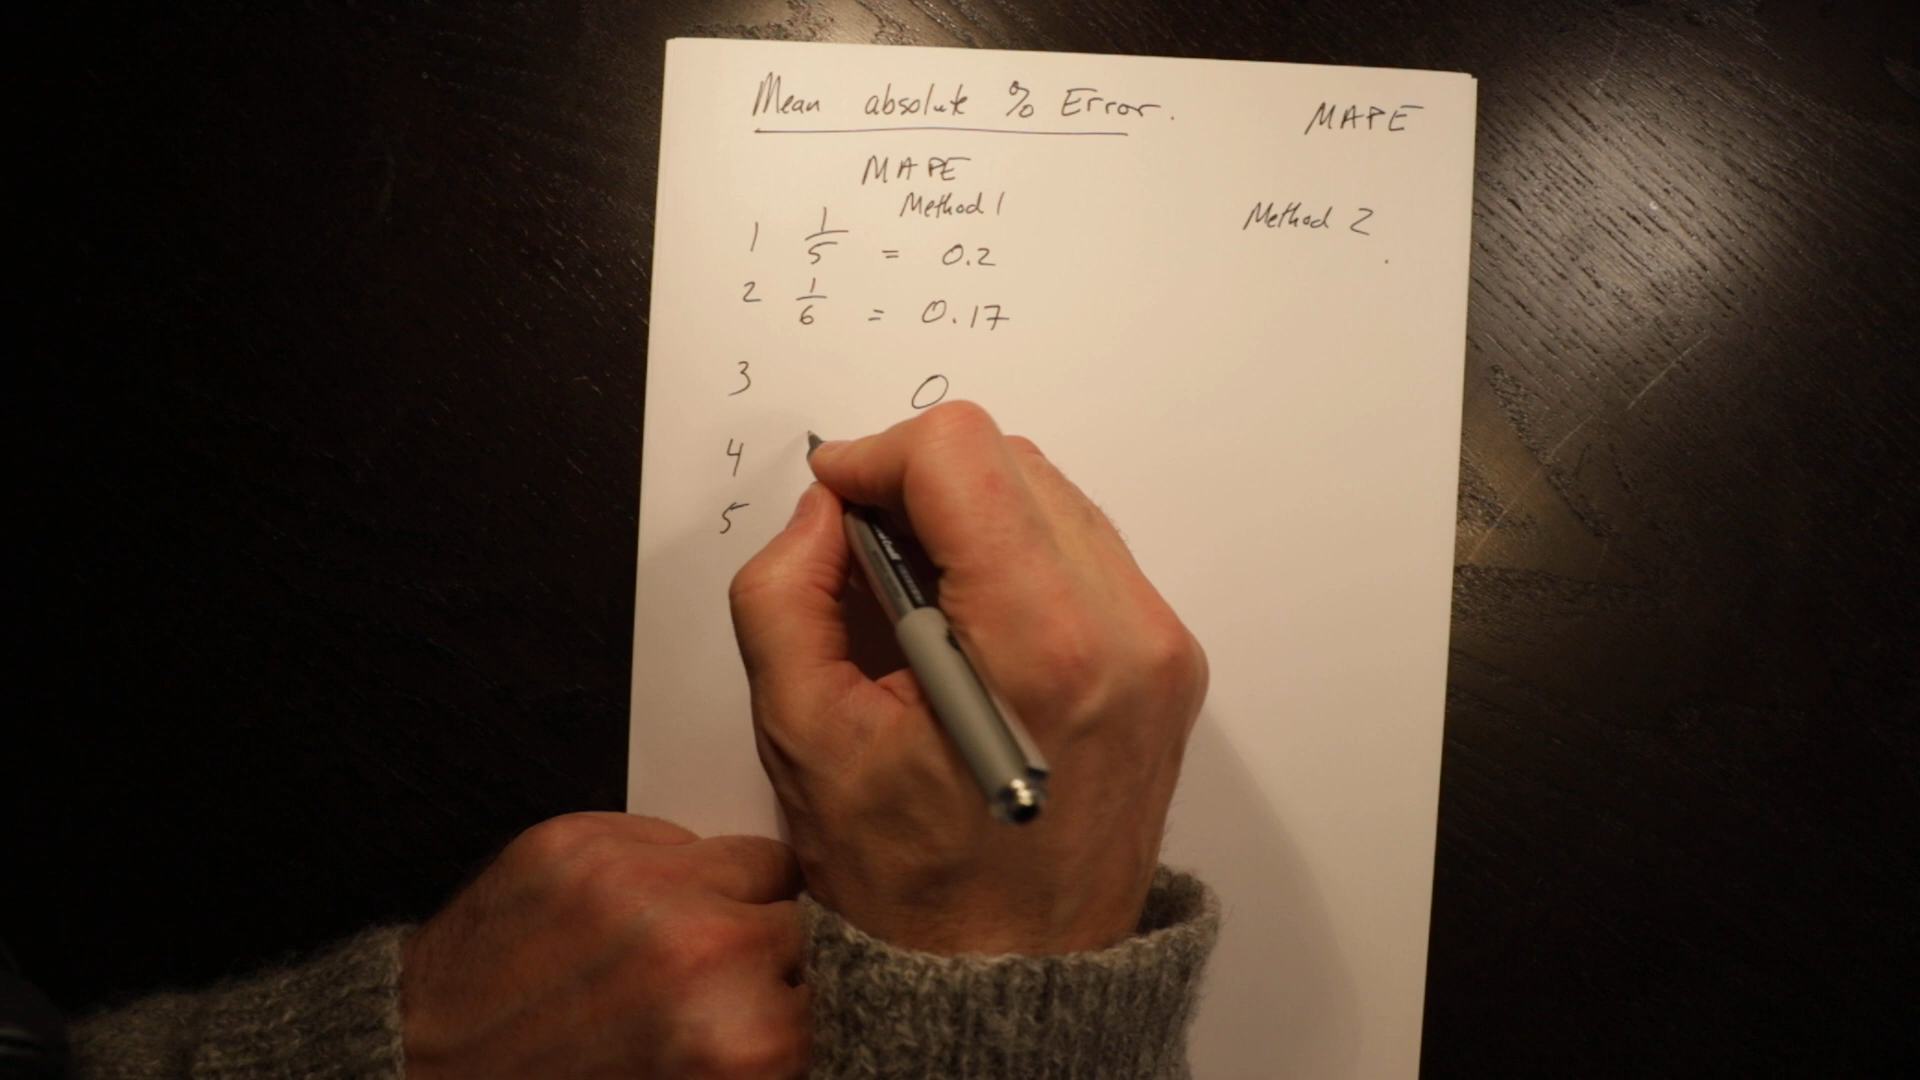 Mean absolute % Error. MAPE
MAPE
Method 1 Method 2
1 1/5 = 0.2
2 1/6 = 0.17
3 0
4
5